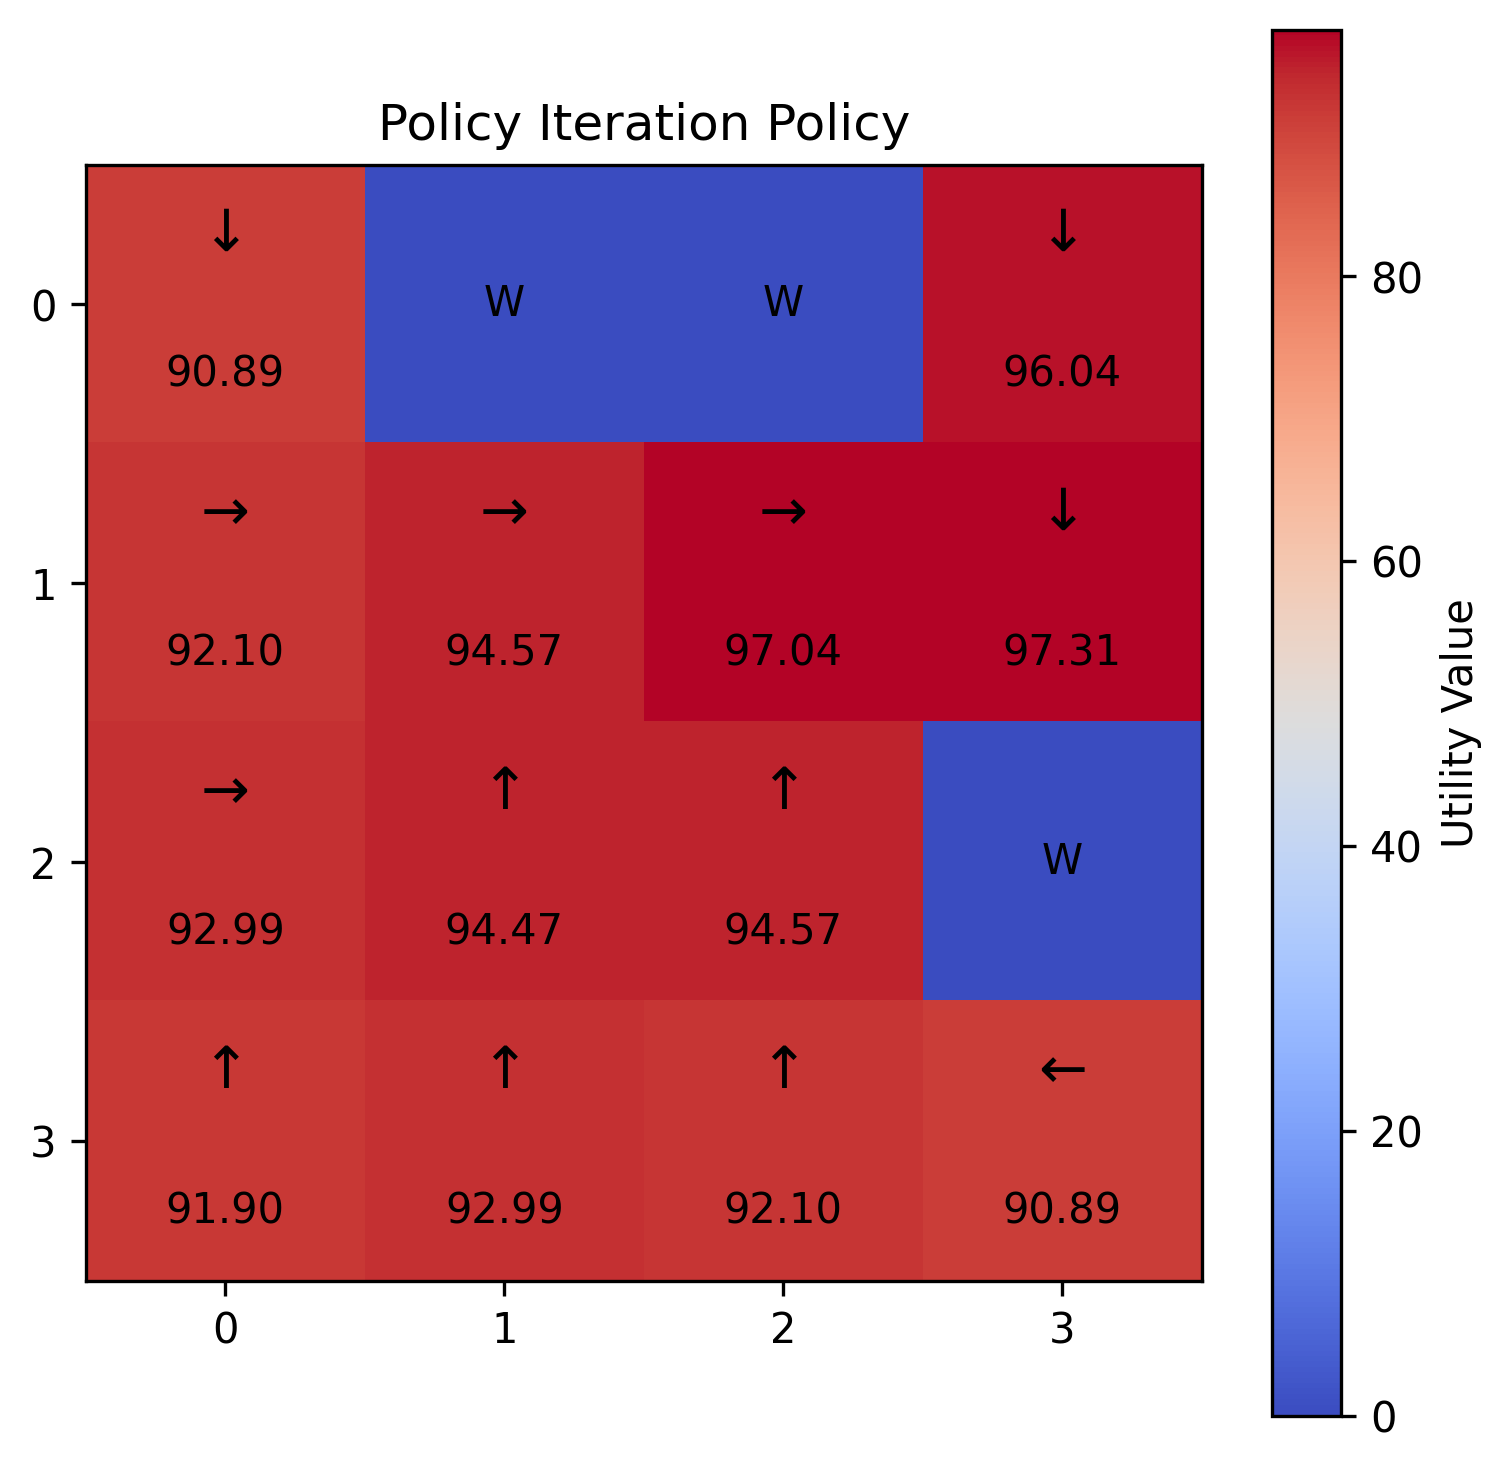 Policy Iteration Policy
↓ ↓
0 W W
90.89 96.04
→ → → ↓
1
92.10 94.57 97.04 97.31
→ ↑ ↑
2 W
92.99 94.47 94.57
↑ ↑ ↑ ←
3
91.90 92.99 92.10 90.89
0 1 2 3
80
60
40
20
0
Utility Value